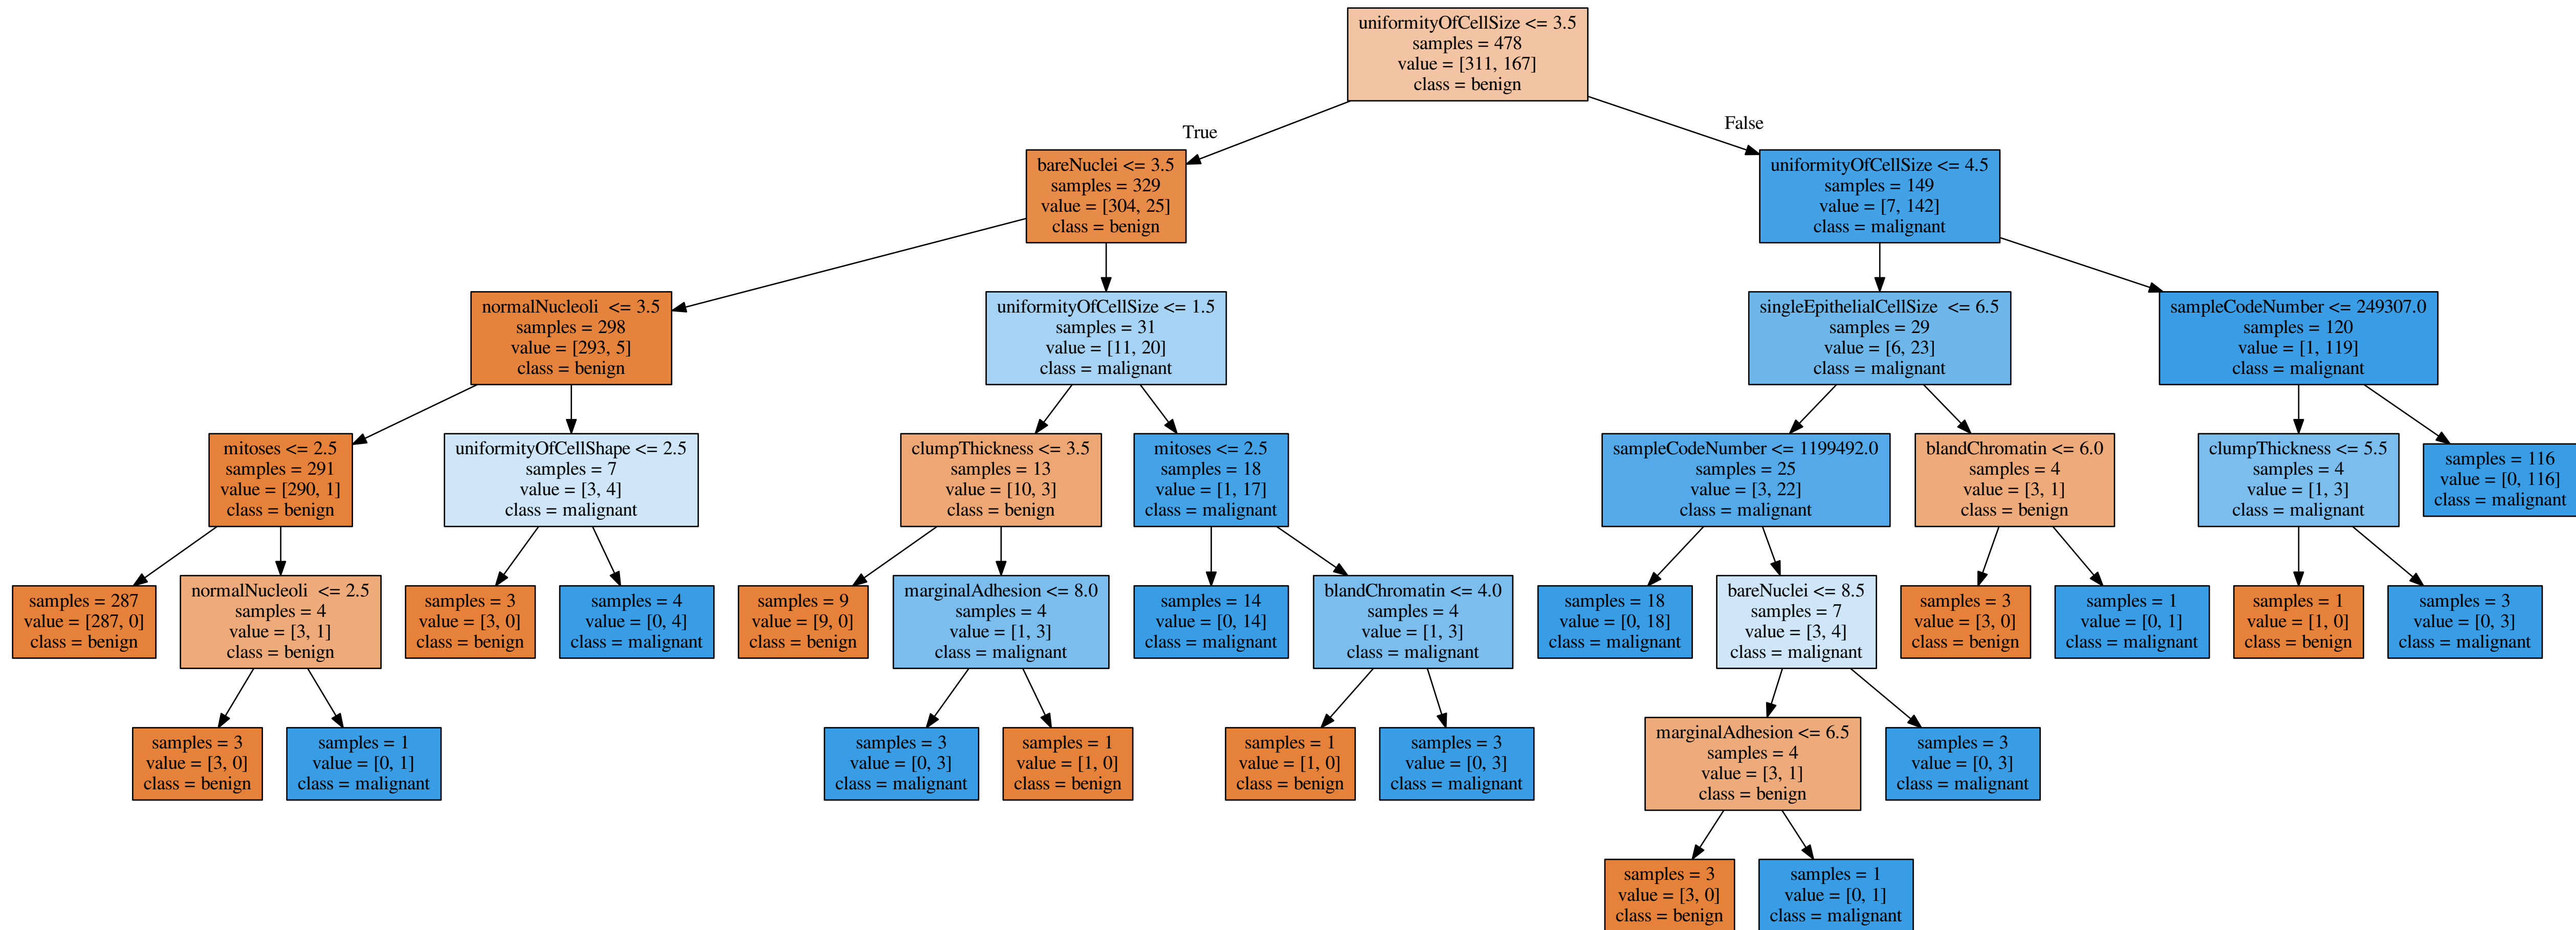 uniformityOfCellSize <= 3.5
samples = 478
value = [311, 167]
class = benign
True
False
bareNuclei <= 3.5
samples = 329
value = [304, 25]
class = benign
uniformityOfCellSize <= 4.5
samples = 149
value = [7, 142]
class = malignant
normalNucleoli  <= 3.5
samples = 298
value = [293, 5]
class = benign
uniformityOfCellSize <= 1.5
samples = 31
value = [11, 20]
class = malignant
singleEpithelialCellSize  <= 6.5
samples = 29
value = [6, 23]
class = malignant
sampleCodeNumber <= 249307.0
samples = 120
value = [1, 119]
class = malignant
mitoses <= 2.5
samples = 291
value = [290, 1]
class = benign
uniformityOfCellShape <= 2.5
samples = 7
value = [3, 4]
class = malignant
clumpThickness <= 3.5
samples = 13
value = [10, 3]
class = benign
mitoses <= 2.5
samples = 18
value = [1, 17]
class = malignant
sampleCodeNumber <= 1199492.0
samples = 25
value = [3, 22]
class = malignant
blandChromatin <= 6.0
samples = 4
value = [3, 1]
class = benign
clumpThickness <= 5.5
samples = 4
value = [1, 3]
class = malignant
samples = 116
value = [0, 116]
class = malignant
samples = 287
value = [287, 0]
class = benign
normalNucleoli  <= 2.5
samples = 4
value = [3, 1]
class = benign
samples = 3
value = [3, 0]
class = benign
samples = 4
value = [0, 4]
class = malignant
samples = 9
value = [9, 0]
class = benign
marginalAdhesion <= 8.0
samples = 4
value = [1, 3]
class = malignant
samples = 14
value = [0, 14]
class = malignant
blandChromatin <= 4.0
samples = 4
value = [1, 3]
class = malignant
samples = 18
value = [0, 18]
class = malignant
bareNuclei <= 8.5
samples = 7
value = [3, 4]
class = malignant
samples = 3
value = [3, 0]
class = benign
samples = 1
value = [0, 1]
class = malignant
samples = 1
value = [1, 0]
class = benign
samples = 3
value = [0, 3]
class = malignant
samples = 3
value = [3, 0]
class = benign
samples = 1
value = [0, 1]
class = malignant
samples = 3
value = [0, 3]
class = malignant
samples = 1
value = [1, 0]
class = benign
samples = 1
value = [1, 0]
class = benign
samples = 3
value = [0, 3]
class = malignant
marginalAdhesion <= 6.5
samples = 4
value = [3, 1]
class = benign
samples = 3
value = [0, 3]
class = malignant
samples = 3
value = [3, 0]
class = benign
samples = 1
value = [0, 1]
class = malignant